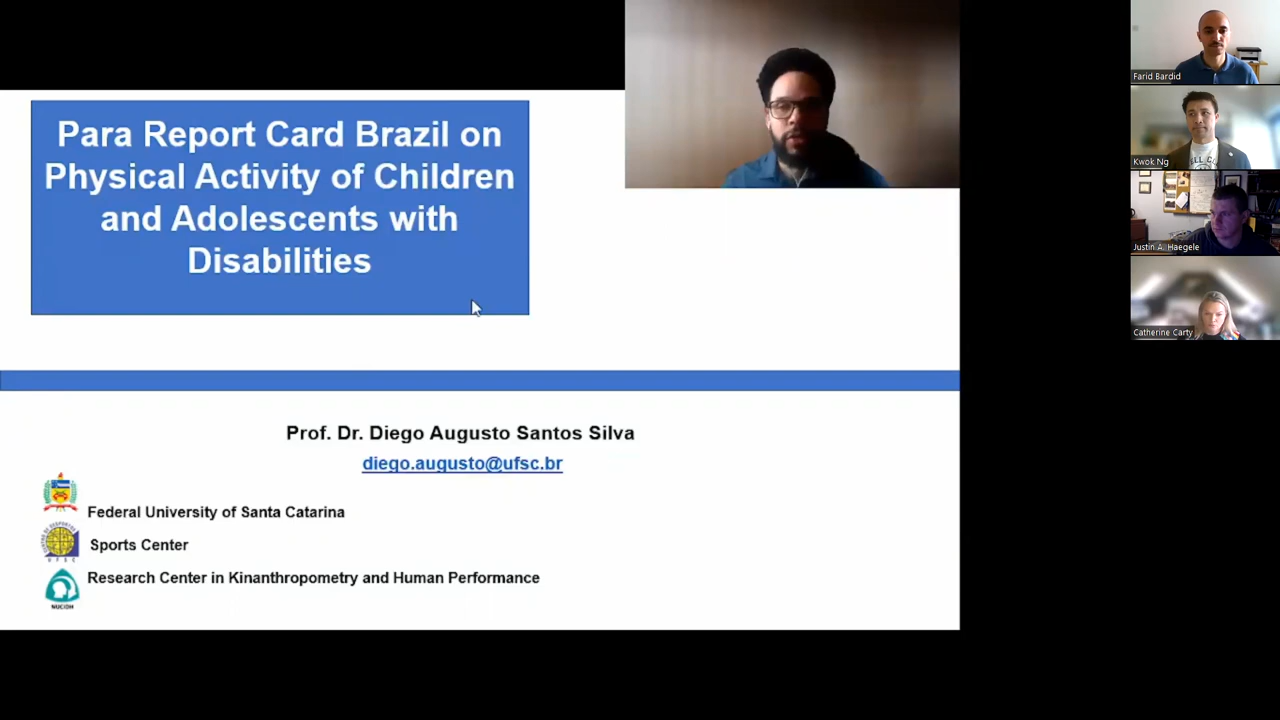 Para Report Card Brazil on
Physical Activity of Children
and Adolescents with
Disabilities
Prof. Dr. Diego Augusto Santos Silva
diego.augusto@ufsc.br
Federal University of Santa Catarina
Sports Center
Research Center in Kinanthropometry and Human Performance
NUCIDH
Farid Bardid
Kwok Ng
Justin A. Haegele
Catherine Carty